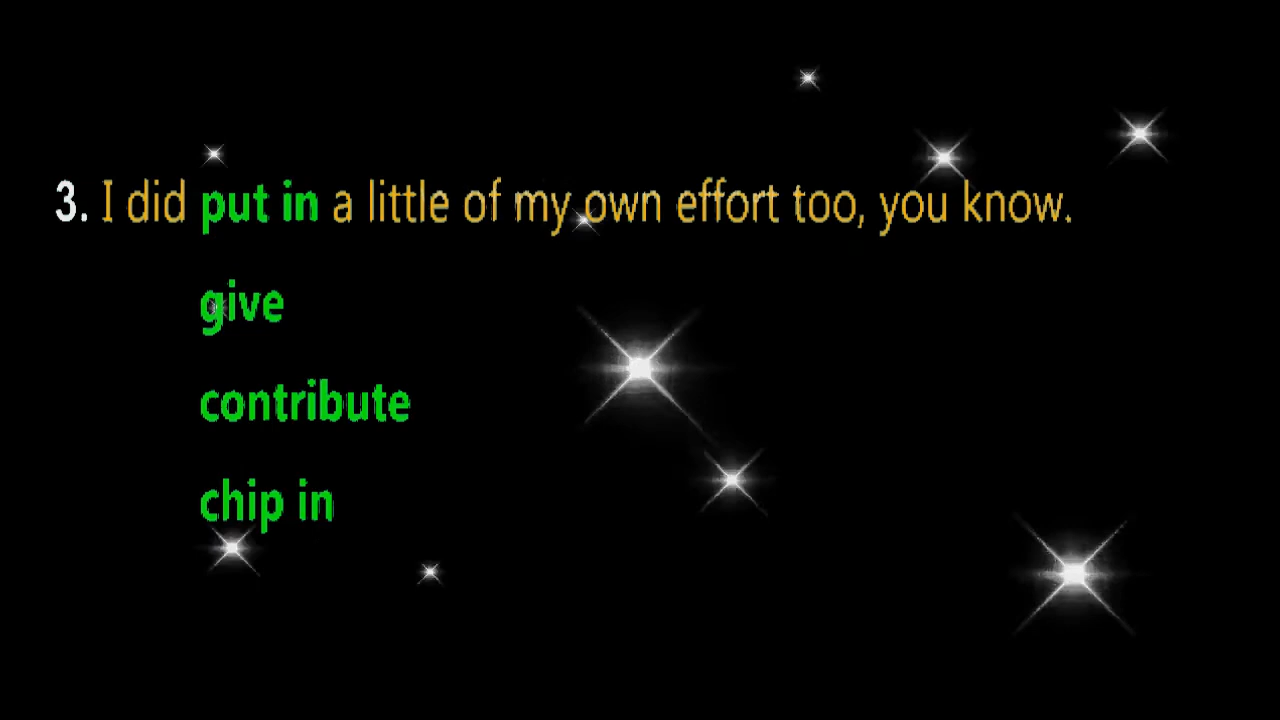 3. I did put in a little of my own effort too, you know.
give
contribute
chip in